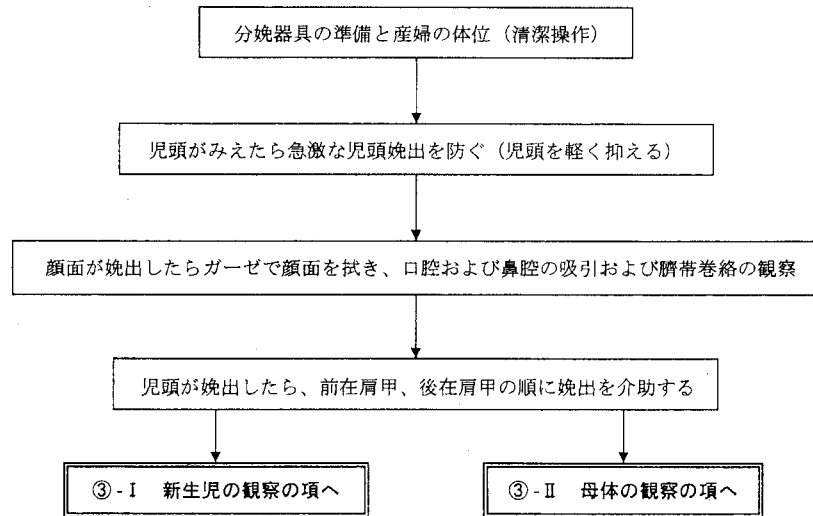 分娩器具の準備と産婦の体位（清潔操作）
児頭がみえたら急激な児頭娩出を防ぐ（児頭を軽く抑える）
顔面が娩出したらガーゼで顔面を拭き、口腔および鼻腔の吸引および臍帯巻絡の観察
児頭が娩出したら、前在肩甲、後在肩甲の順に娩出を介助する
③-Ⅰ　新生児の観察の項へ
③-Ⅱ　母体の観察の項へ